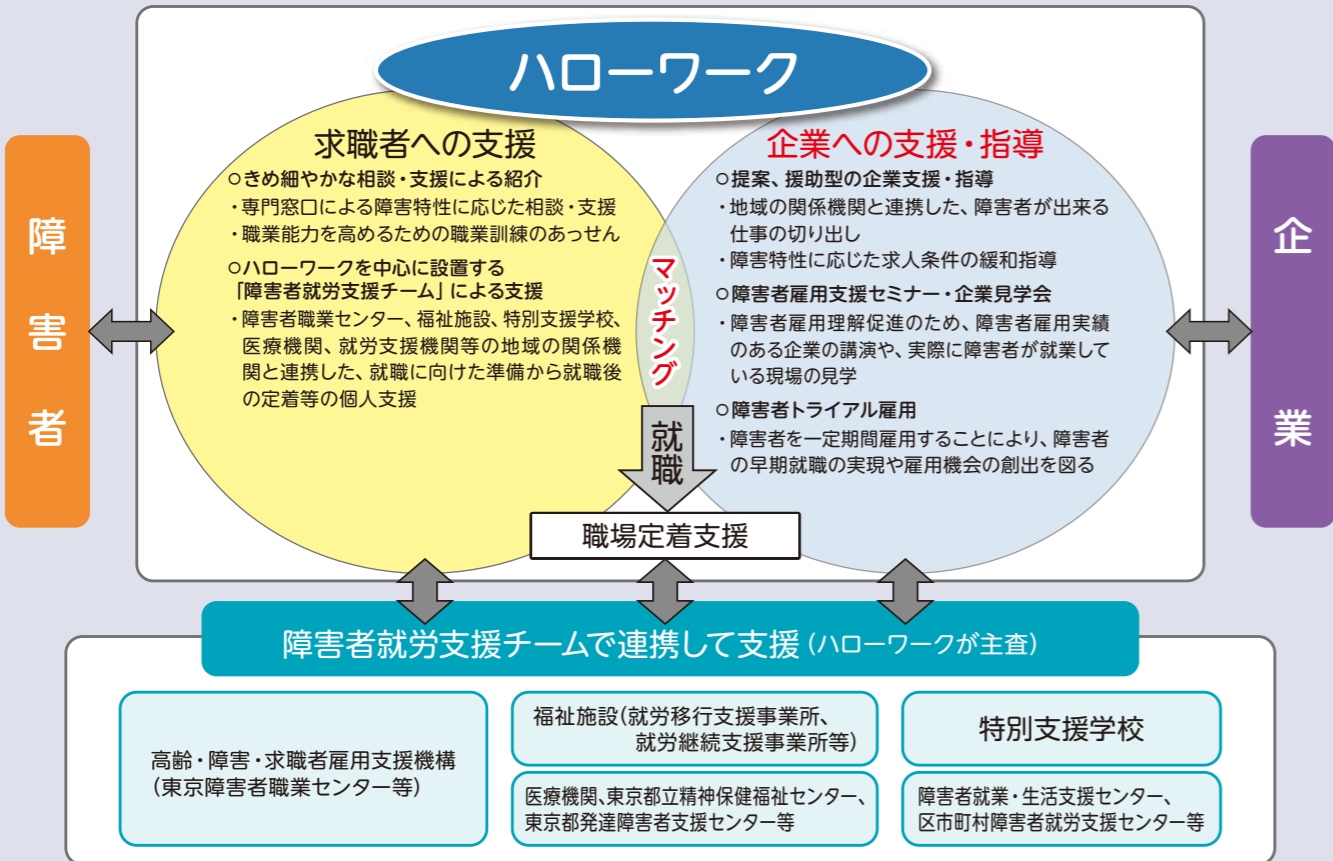 ハローワーク
障害者
求職者への支援
○きめ細やかな相談・支援による紹介
・専門窓口による障害特性に応じた相談・支援
・職業能力を高めるための職業訓練のあっせん
○ハローワークを中心に設置する
「障害者就労支援チーム」による支援
・障害者職業センター、福祉施設、特別支援学校、
医療機関、就労支援機関等の地域の関係機
関と連携した、就職に向けた準備から就職後
の定着等の個人支援
マッチング
就職
企業への支援・指導
○提案、援助型の企業支援・指導
・地域の関係機関と連携した、障害者が出来る
仕事の切り出し
・障害特性に応じた求人条件の緩和指導
○障害者雇用支援セミナー・企業見学会
・障害者雇用理解促進のため、障害者雇用実績
のある企業の講演や、実際に障害者が就業して
いる現場の見学
○障害者トライアル雇用
・障害者を一定期間雇用することにより、障害者
の早期就職の実現や雇用機会の創出を図る
企業
職場定着支援
障害者就労支援チームで連携して支援(ハローワークが主査)
高齢・障害・求職者雇用支援機構
(東京障害者職業センター等)
福祉施設(就労移行支援事業所、
就労継続支援事業所等)
特別支援学校
医療機関、東京都立精神保健福祉センター、
東京都発達障害者支援センター等
障害者就業・生活支援センター、
区市町村障害者就労支援センター等